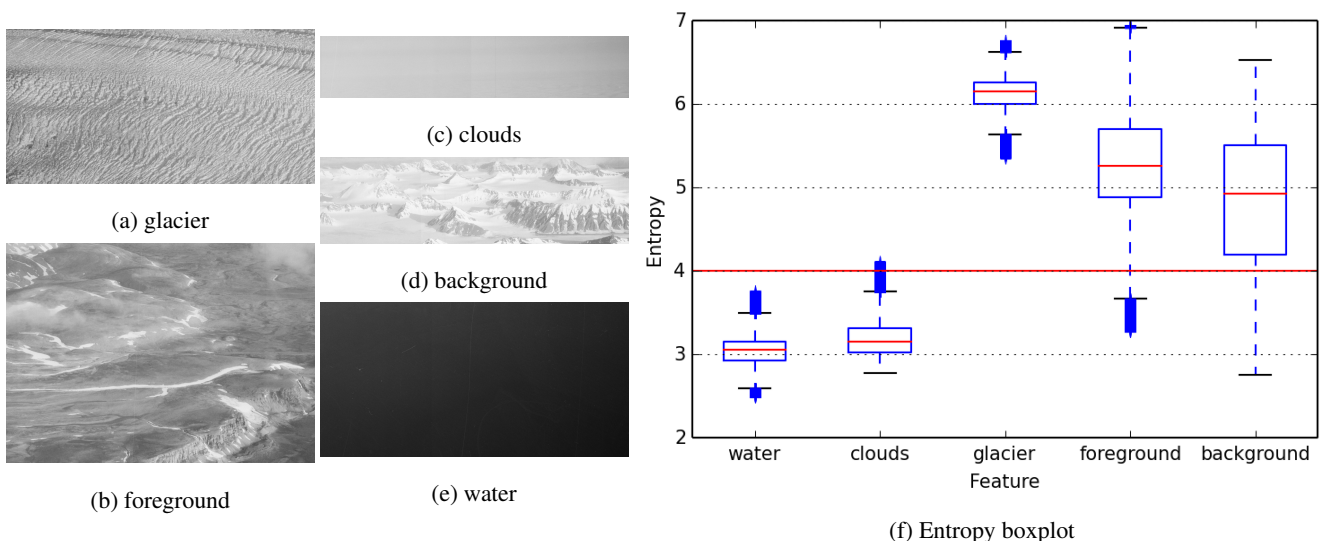 (a) glacier
(b) foreground
(c) clouds
(d) background
(e) water
7
6
5
4
3
2
Entropy
water clouds glacier foreground background
Feature
(f) Entropy boxplot